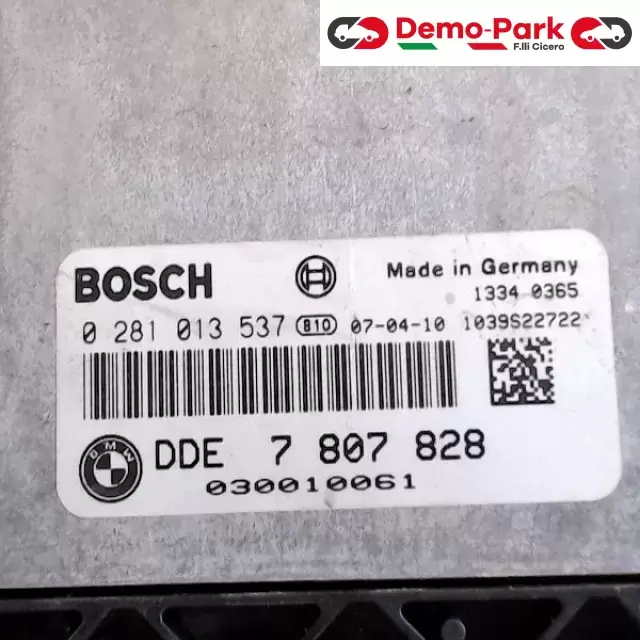 Demo-Park
F.lli Cicero
BOSCH Made in Germany
1334 0365
0 281 013 537 810 07-04-10 1039S22722
BMW DDE 7 807 828
030010061